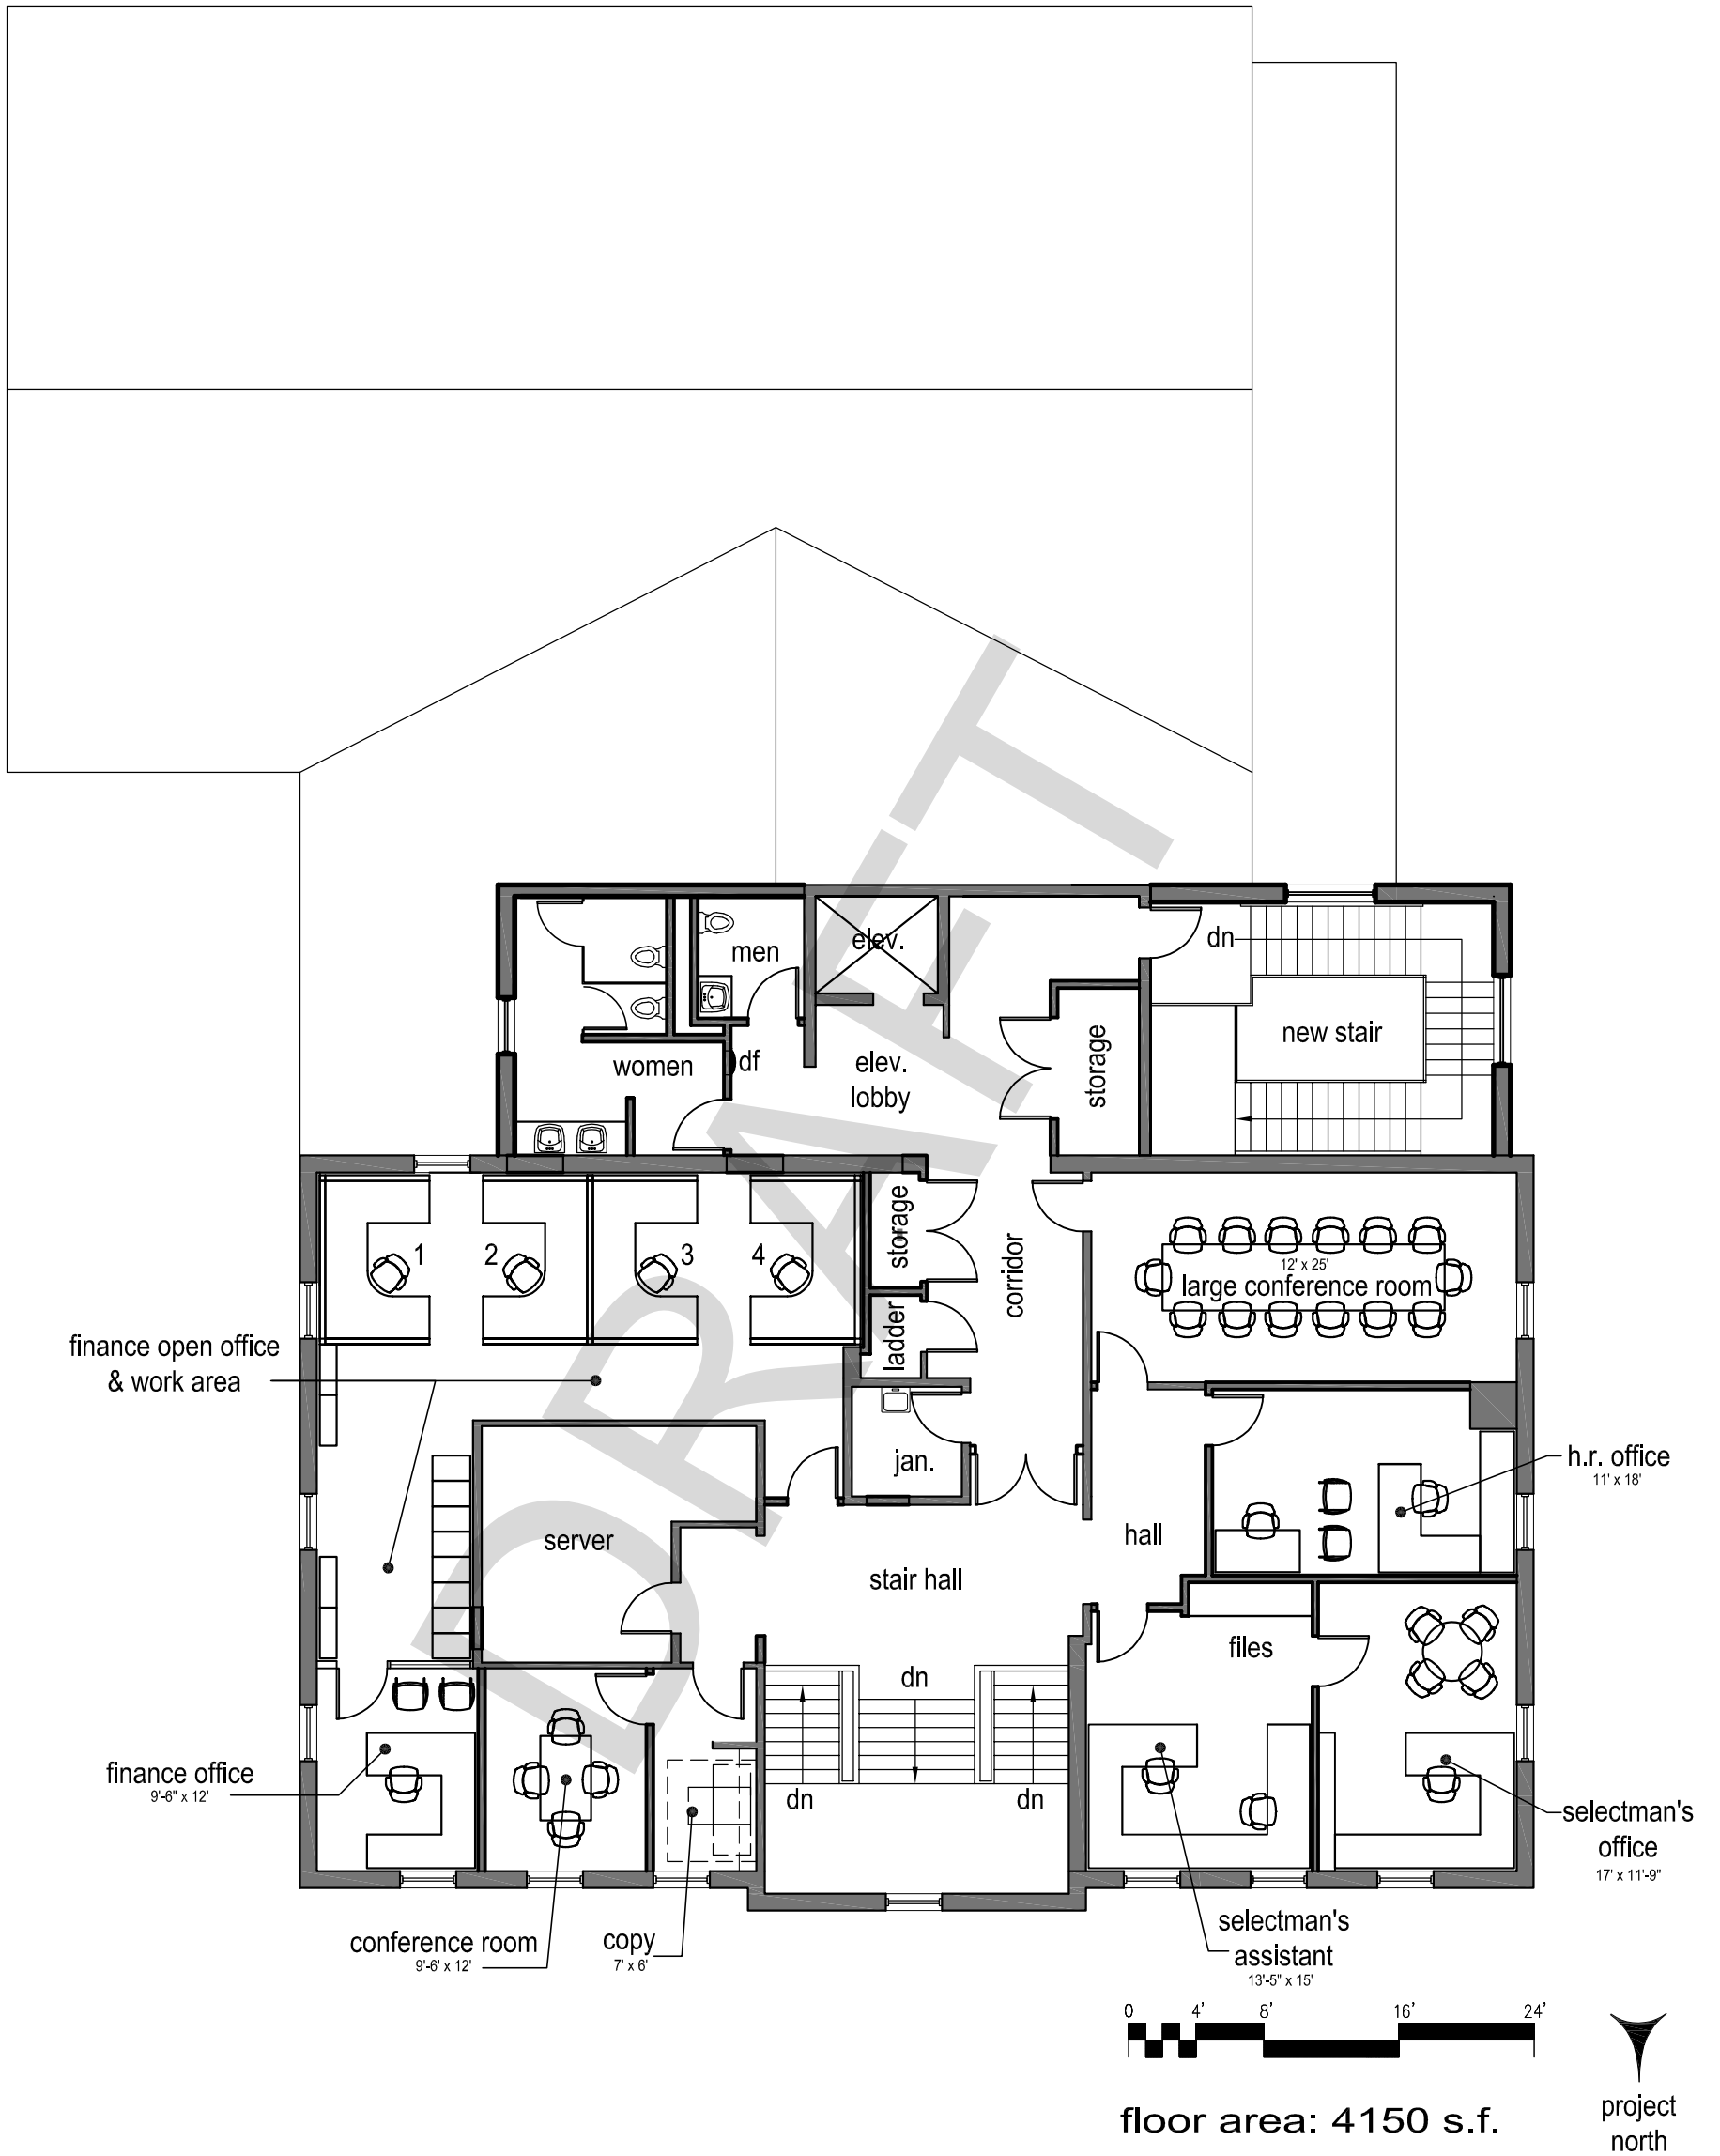 DRAFT
elev.
men
dn
new stair
women
df
elev.
lobby
storage
1
2
3
4
storage
corridor
12' x 25'
large conference room
ladder
finance open office
& work area
jan.
h.r. office
11' x 18'
server
hall
stair hall
files
dn
finance office
9'-6" x 12'
dn
dn
selectman's
office
17' x 11'-9"
conference room
9'-6' x 12'
copy
7' x 6'
selectman's
assistant
13'-5" x 15'
0 4' 8' 16' 24'
floor area: 4150 s.f.
project
north